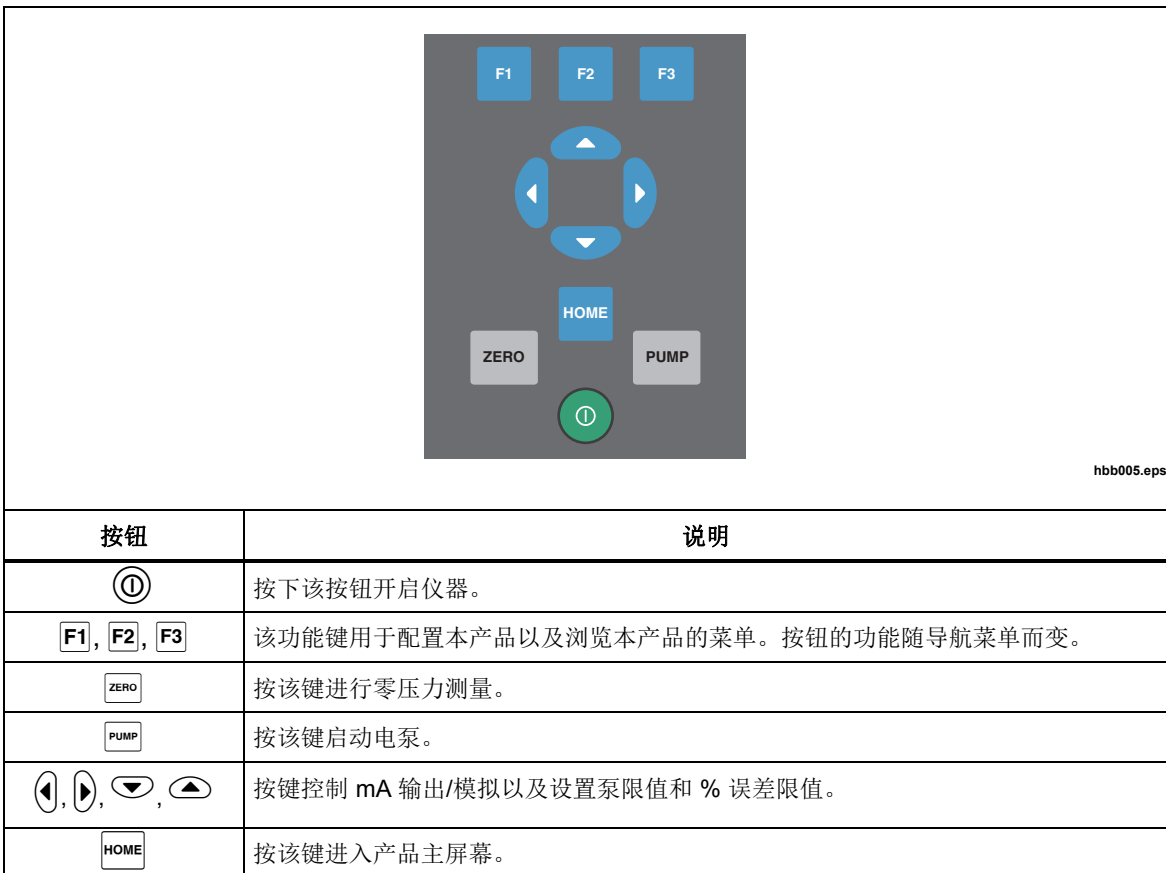 F1 F2 F3
HOME
ZERO PUMP
hbb005.eps
按钮 说明
按下该按钮开启仪器。
F1, F2, F3 该功能键用于配置本产品以及浏览本产品的菜单。按钮的功能随导航菜单而变。
ZERO 按该键进行零压力测量。
PUMP 按该键启动电泵。
, , , 按键控制 mA 输出/模拟以及设置泵限值和 % 误差限值。
HOME 按该键进入产品主屏幕。